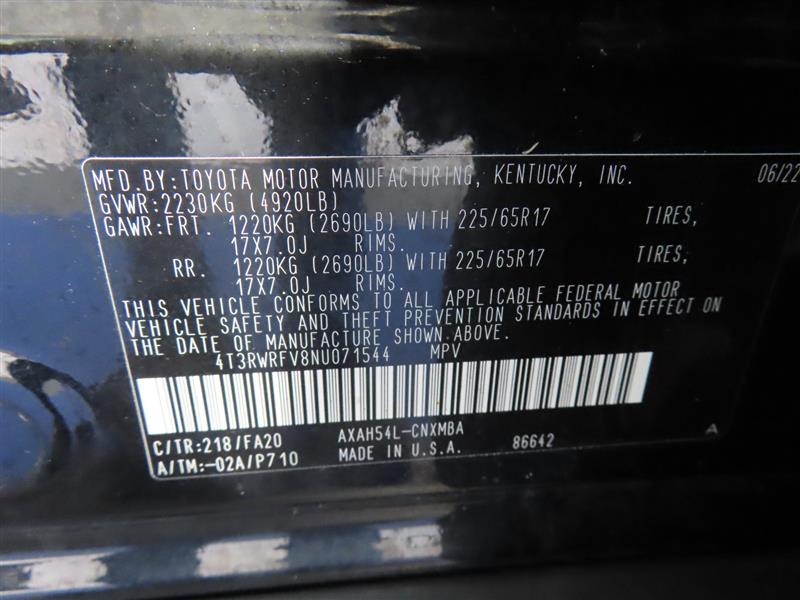 MFD.BY:TOYOTA MOTOR MANUFACTURING, KENTUCKY, INC. 06/22
GVWR:2230KG (4920LB)
GAWR:FRT. 1220KG (2690LB) WITH 225/65R17 TIRES,
17X7.0J RIMS.
RR. 1220KG (2690LB) WITH 225/65R17 TIRES,
17X7.0J RIMS.
THIS VEHICLE CONFORMS TO ALL APPLICABLE FEDERAL MOTOR
VEHICLE SAFETY AND THEFT PREVENTION STANDARDS IN EFFECT ON
THE DATE OF MANUFACTURE SHOWN ABOVE.
4T3RWRFV8NU071544 MPV
C/TR:218/FA20 AXAH54L-CNXMBA 86642 A
A/TM:-02A/P710 MADE IN U.S.A.